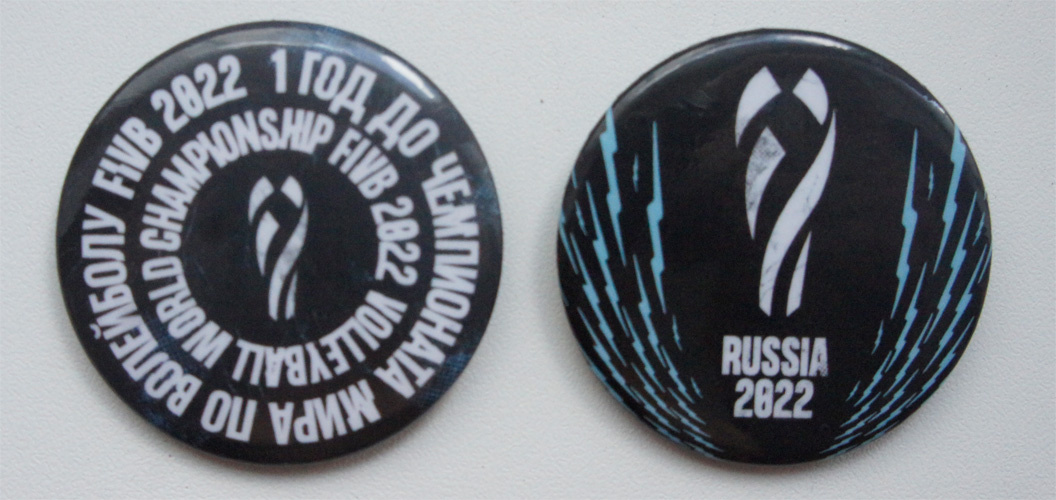 1 ГОД ДО ЧЕМПИОНАТА МИРА ПО ВОЛЕЙБОЛУ FIVB 2022
VOLLEYBALL WORLD CHAMPIONSHIP FIVB 2022
RUSSIA
2022